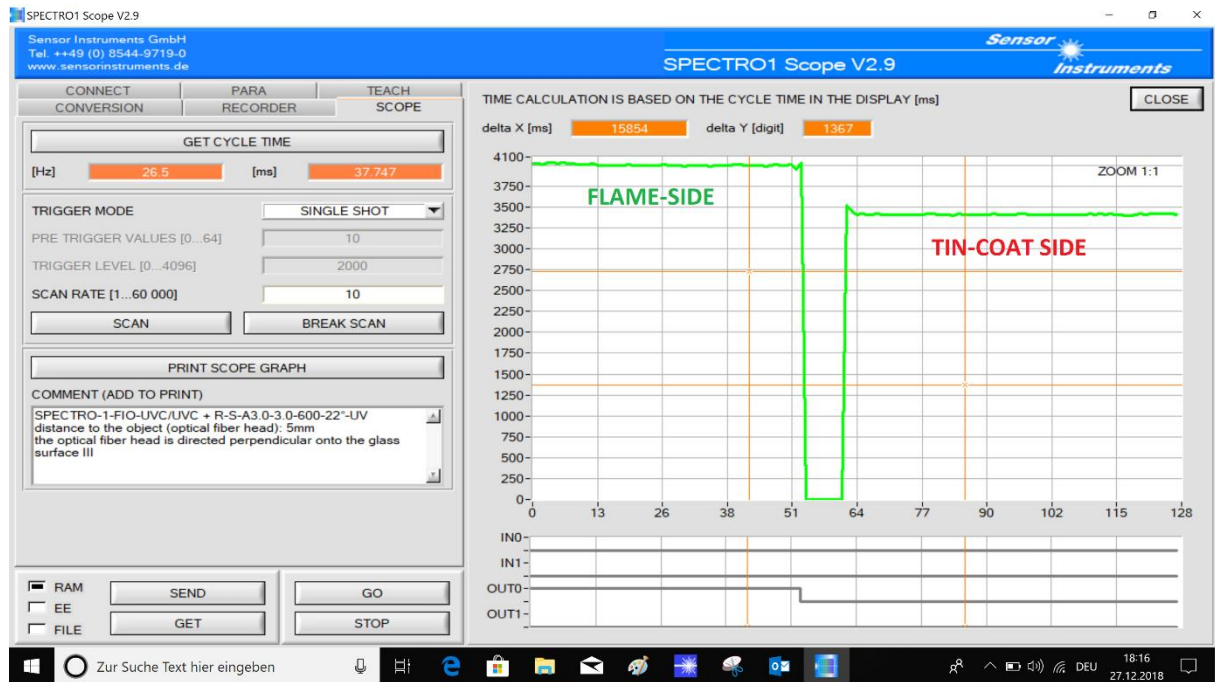 SPECTRO1 Scope V2.9
Sensor Instruments GmbH
Tel. ++49 (0) 8544-9719-0
www.sensorinstruments.de
SPECTRO1 Scope V2.9
Sensor
Instruments
CONNECT PARA TEACH
CONVERSION RECORDER SCOPE
GET CYCLE TIME
[Hz] 26.5 [ms] 37.747
TRIGGER MODE SINGLE SHOT
PRE TRIGGER VALUES [0...64] 10
TRIGGER LEVEL [0...4096] 2000
SCAN RATE [1...60 000] 10
SCAN BREAK SCAN
PRINT SCOPE GRAPH
COMMENT (ADD TO PRINT)
SPECTRO-1-FIO-UVC/UVC + R-S-A3.0-3.0-600-22°-UV
distance to the object (optical fiber head): 5mm
the optical fiber head is directed perpendicular onto the glass
surface III
RAM
EE
FILE
SEND GO
GET STOP
TIME CALCULATION IS BASED ON THE CYCLE TIME IN THE DISPLAY [ms]
CLOSE
delta X [ms] 15854 delta Y [digit] 1367
ZOOM 1:1
FLAME-SIDE
TIN-COAT SIDE
4100
3750
3500
3250
3000
2750
2500
2250
2000
1750
1500
1250
1000
750
500
250
0
0 13 26 38 51 64 77 90 102 115 128
IN0
IN1
OUT0
OUT1
Zur Suche Text hier eingeben
DEU
18:16
27.12.2018